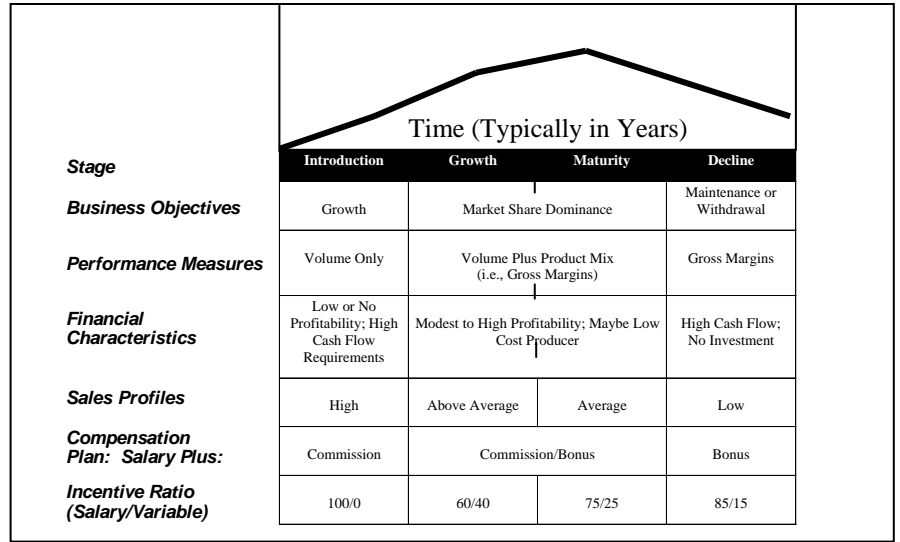 Time (Typically in Years)
Stage
Introduction
Growth
Maturity
Decline
Business Objectives
Growth
Market Share Dominance
Maintenance or
Withdrawal
Performance Measures
Volume Only
Volume Plus Product Mix
(i.e., Gross Margins)
Gross Margins
Financial
Characteristics
Low or No
Profitability; High
Cash Flow
Requirements
Modest to High Profitability; Maybe Low
Cost Producer
High Cash Flow;
No Investment
Sales Profiles
High
Above Average
Average
Low
Compensation
Plan: Salary Plus:
Commission
Commission/Bonus
Bonus
Incentive Ratio
(Salary/Variable)
100/0
60/40
75/25
85/15